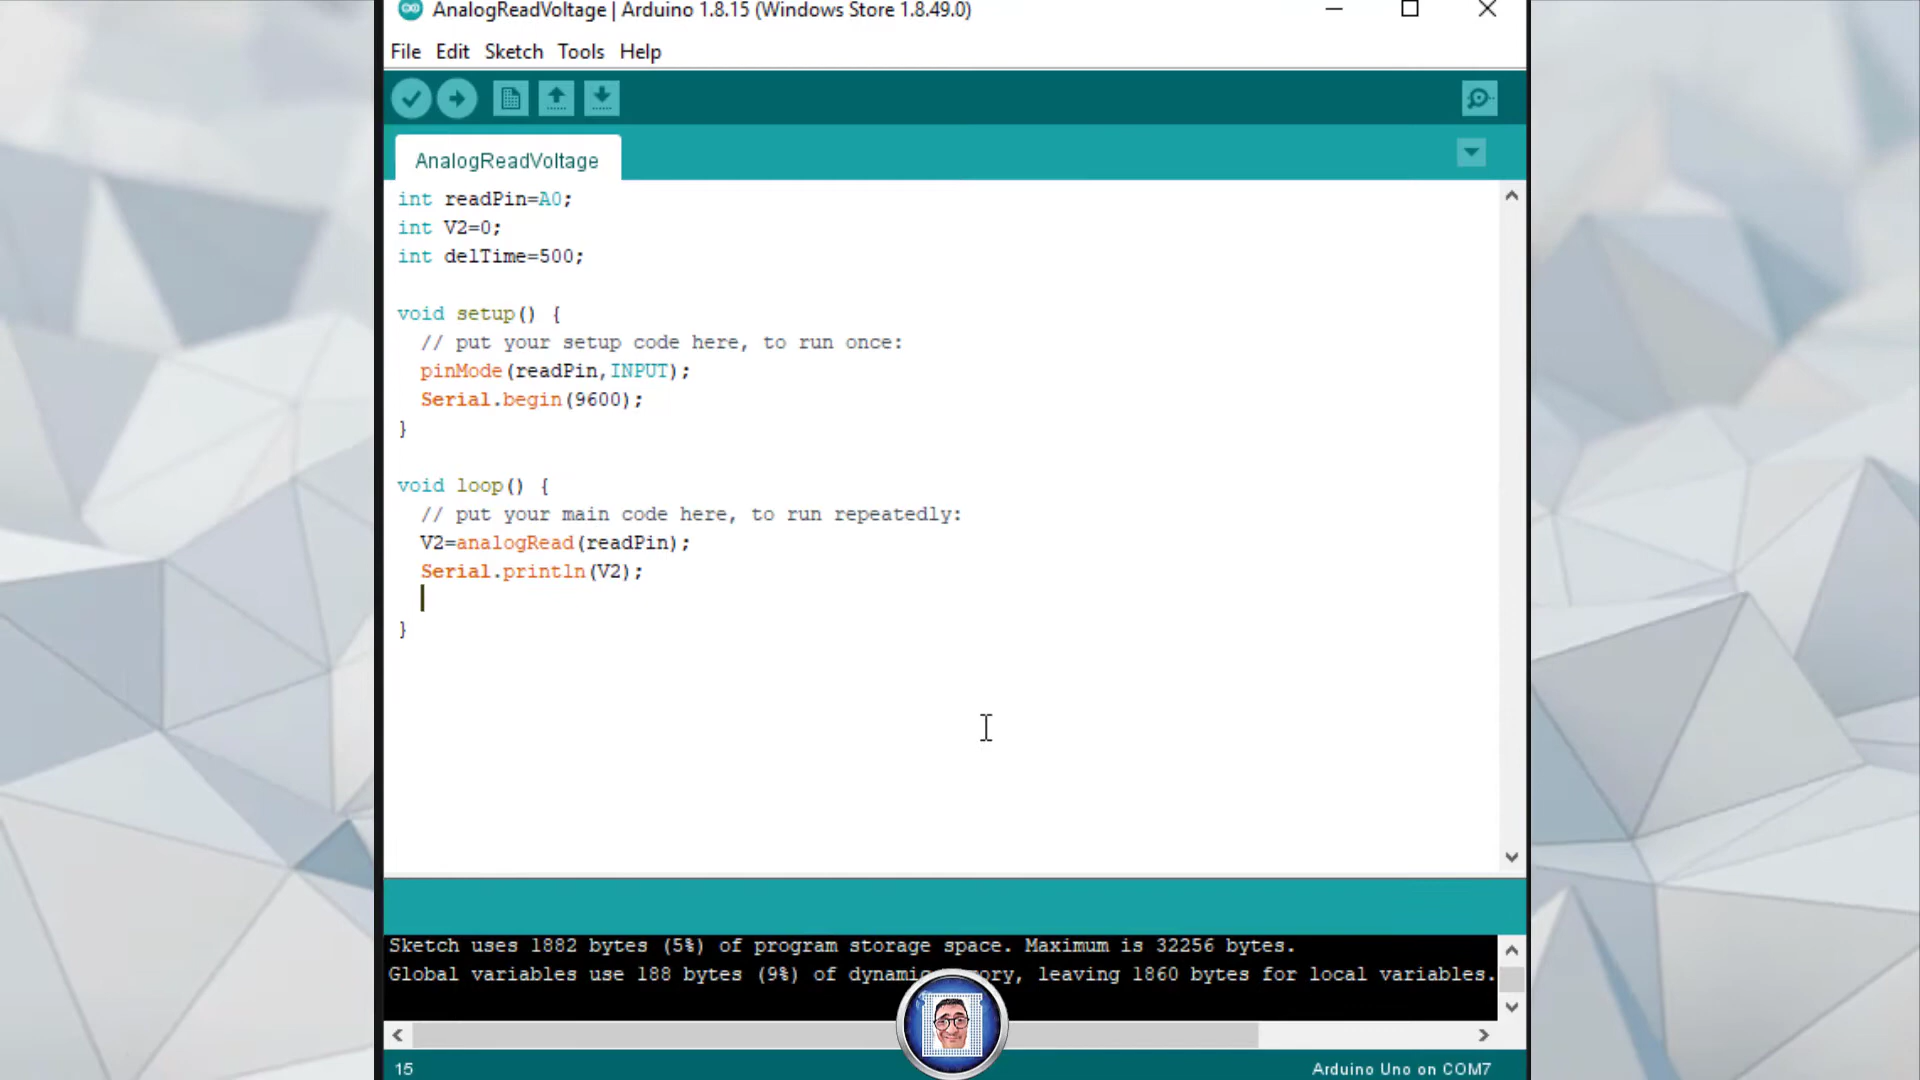 AnalogReadVoltage | Arduino 1.8.15 (Windows Store 1.8.49.0)
File Edit Sketch Tools Help
AnalogReadVoltage
int readPin=A0;
int V2=0;
int delTime=500;
void setup() {
// put your setup code here, to run once:
pinMode(readPin,INPUT);
Serial.begin(9600);
}
void loop() {
// put your main code here, to run repeatedly:
V2=analogRead(readPin);
Serial.println(V2);
}
Sketch uses 1882 bytes (5%) of program storage space. Maximum is 32256 bytes.
Global variables use 188 bytes (9%) of dynamic leaving 1860 bytes for local variables.
15
Arduino Uno on COM7